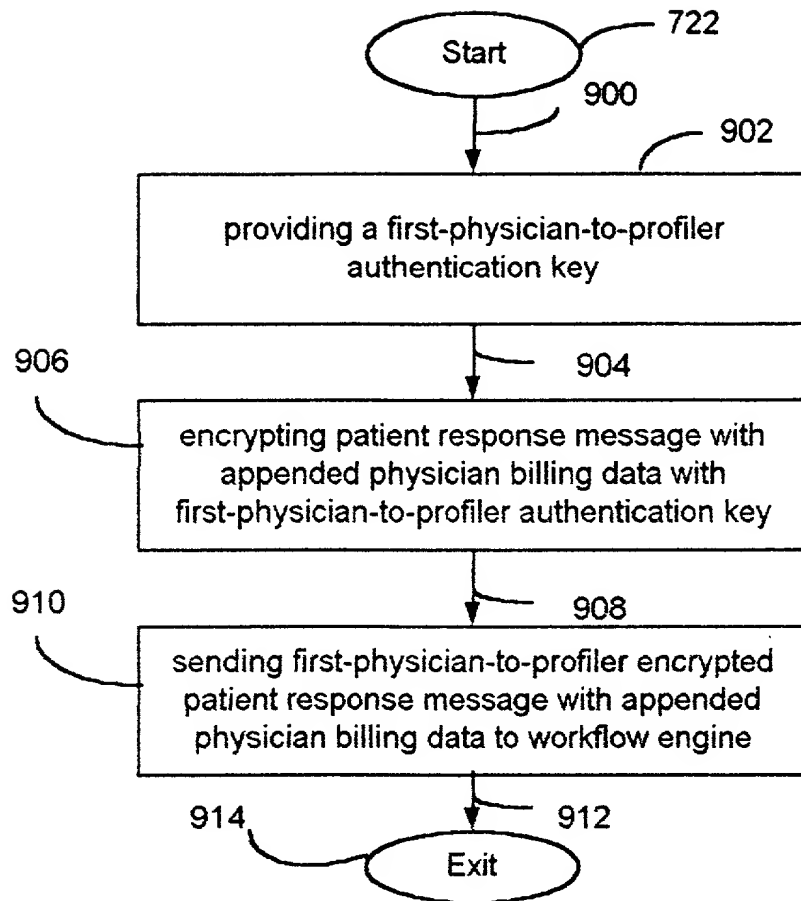 Start
722
900
902
providing a first-physician-to-profiler
authentication key
904
906
encrypting patient response message with
appended physician billing data with
first-physician-to-profiler authentication key
908
910
sending first-physician-to-profiler encrypted
patient response message with appended
physician billing data to workflow engine
912
914
Exit